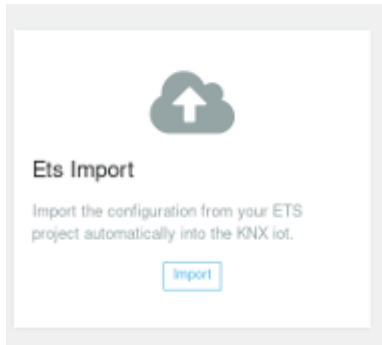 Ets Import
Import the configuration from your ETS
project automatically into the KNX iot.
Import